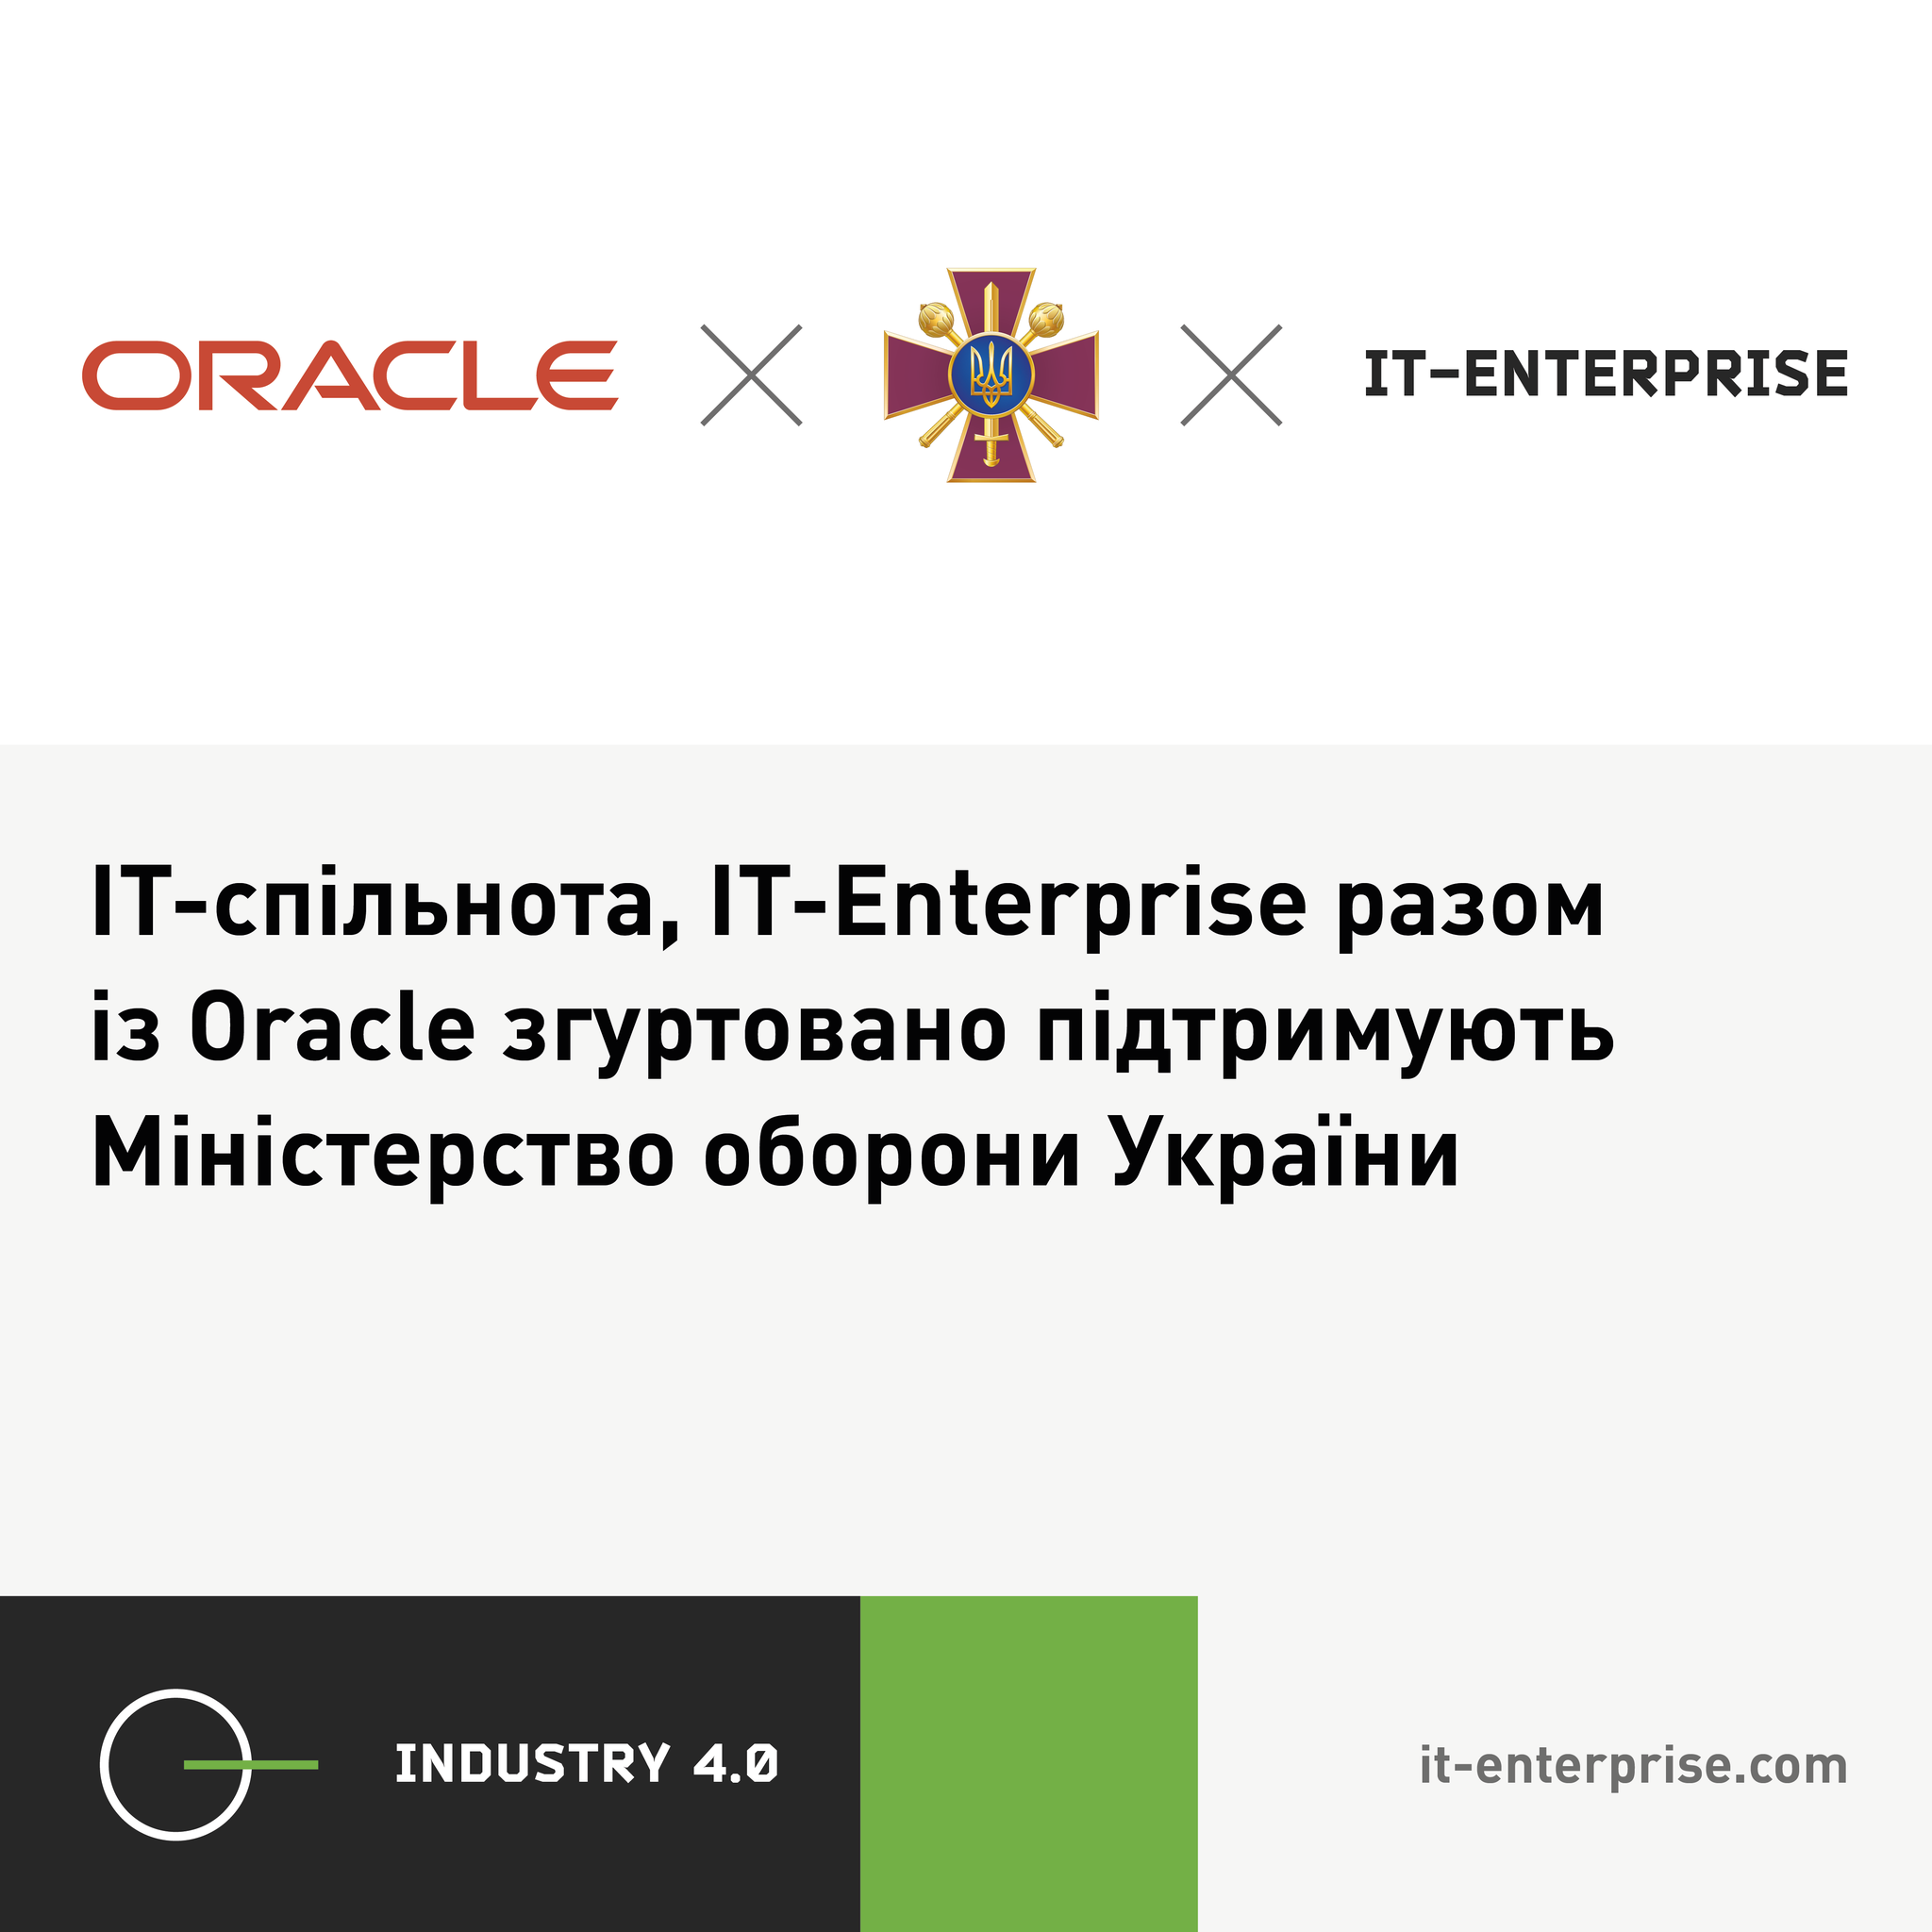 ORACLE
IT-ENTERPRISE
ІТ-спільнота, IT-Enterprise разом
із Oracle згуртовано підтримують
Міністерство оборони України
INDUSTRY 4.0
it-enterprise.com